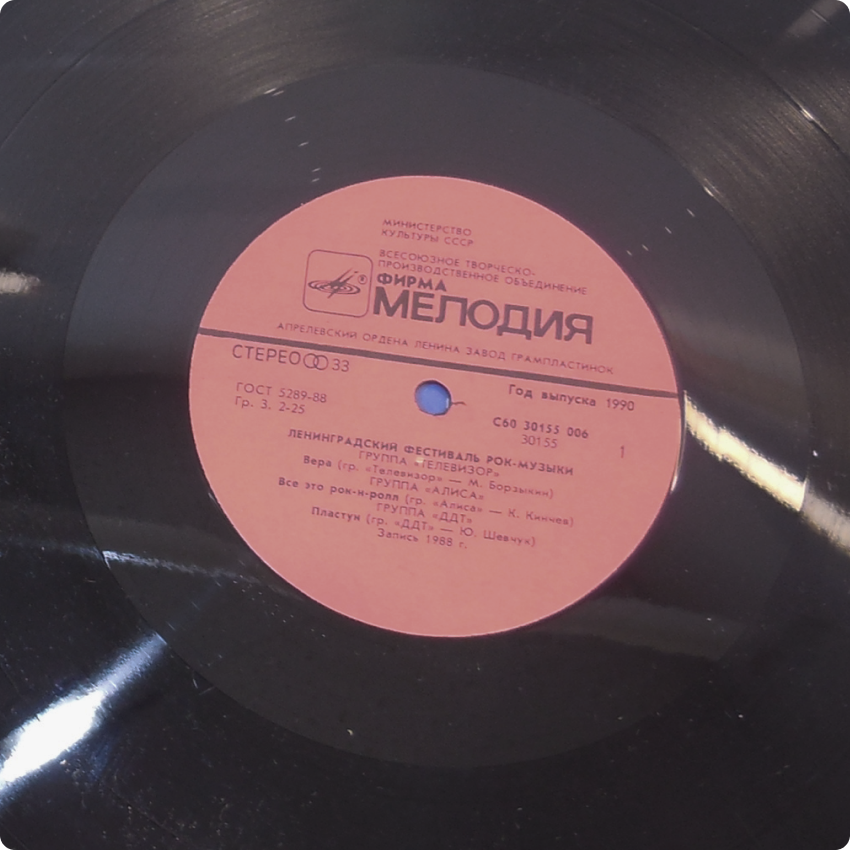 МИНИСТЕРСТВО
КУЛЬТУРЫ СССР
ВСЕСОЮЗНОЕ ТВОРЧЕСКО-
ПРОИЗВОДСТВЕННОЕ ОБЪЕДИНЕНИЕ
ФИРМА
МЕЛОДИЯ
АПРЕЛЕВСКИЙ ОРДЕНА ЛЕНИНА ЗАВОД ГРАМПЛАСТИНОК
СТЕРЕО 33
Год выпуска 1990
ГОСТ 5289-88
Гр. 3. 2-25
С60 30155 006
30155
1
ЛЕНИНГРАДСКИЙ ФЕСТИВАЛЬ РОК-МУЗЫКИ
ГРУППА «ТЕЛЕВИЗОР»
Вера (гр. «Телевизор» — М. Борзыкин)
ГРУППА «АЛИСА»
Все это рок-н-ролл (гр. «Алиса» — К. Кинчев)
ГРУППА «ДДТ»
Пластун (гр. «ДДТ» — Ю. Шевчук)
Запись 1988 г.